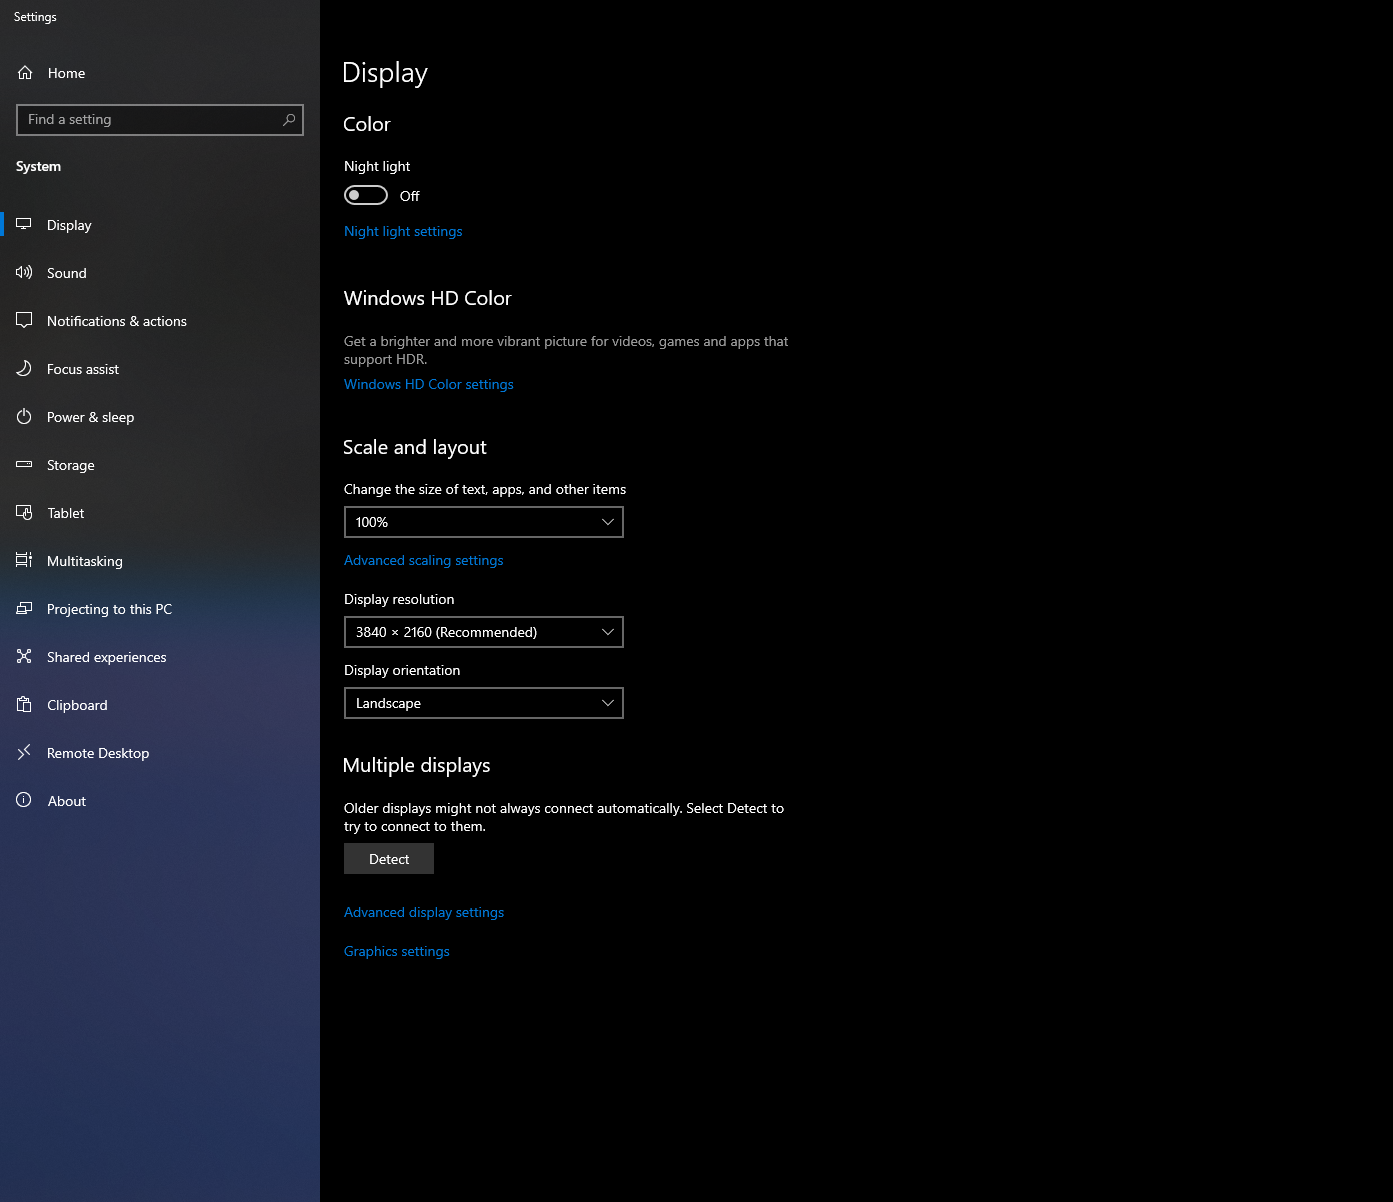 Settings
Home
Find a setting
System
Display
Sound
Notifications & actions
Focus assist
Power & sleep
Storage
Tablet
Multitasking
Projecting to this PC
Shared experiences
Clipboard
Remote Desktop
About
Display
Color
Night light
Off
Night light settings
Windows HD Color
Get a brighter and more vibrant picture for videos, games and apps that
support HDR.
Windows HD Color settings
Scale and layout
Change the size of text, apps, and other items
100%
Advanced scaling settings
Display resolution
3840 × 2160 (Recommended)
Display orientation
Landscape
Multiple displays
Older displays might not always connect automatically. Select Detect to
try to connect to them.
Detect
Advanced display settings
Graphics settings